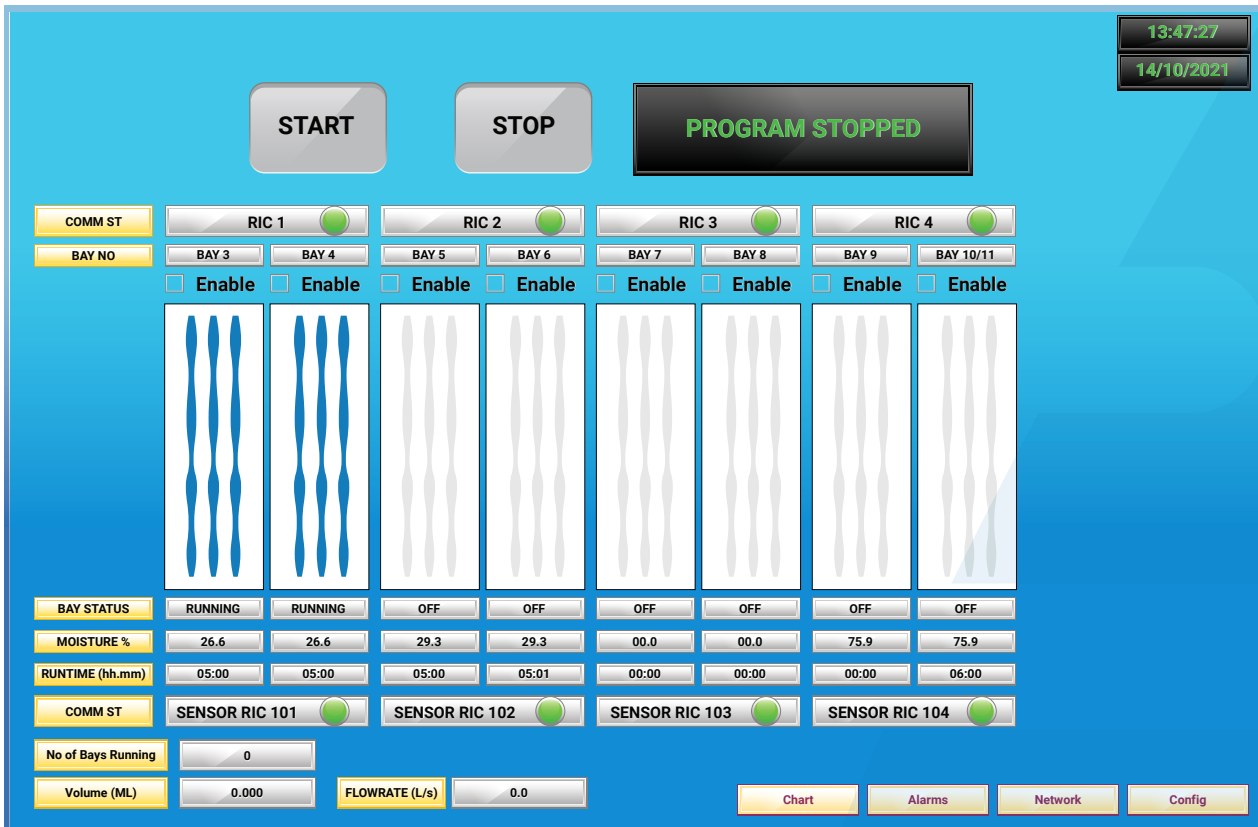 13:47:27
14/10/2021
START STOP PROGRAM STOPPED
COMM ST RIC 1 RIC 2 RIC 3 RIC 4
BAY NO BAY 3 BAY 4 BAY 5 BAY 6 BAY 7 BAY 8 BAY 9 BAY 10/11
Enable Enable Enable Enable Enable Enable Enable Enable
BAY STATUS RUNNING RUNNING OFF OFF OFF OFF OFF OFF
MOISTURE % 26.6 26.6 29.3 29.3 00.0 00.0 75.9 75.9
RUNTIME (hh.mm) 05:00 05:00 05:00 05:01 00:00 00:00 00:00 06:00
COMM ST SENSOR RIC 101 SENSOR RIC 102 SENSOR RIC 103 SENSOR RIC 104
No of Bays Running 0
Volume (ML) 0.000 FLOWRATE (L/s) 0.0
Chart Alarms Network Config